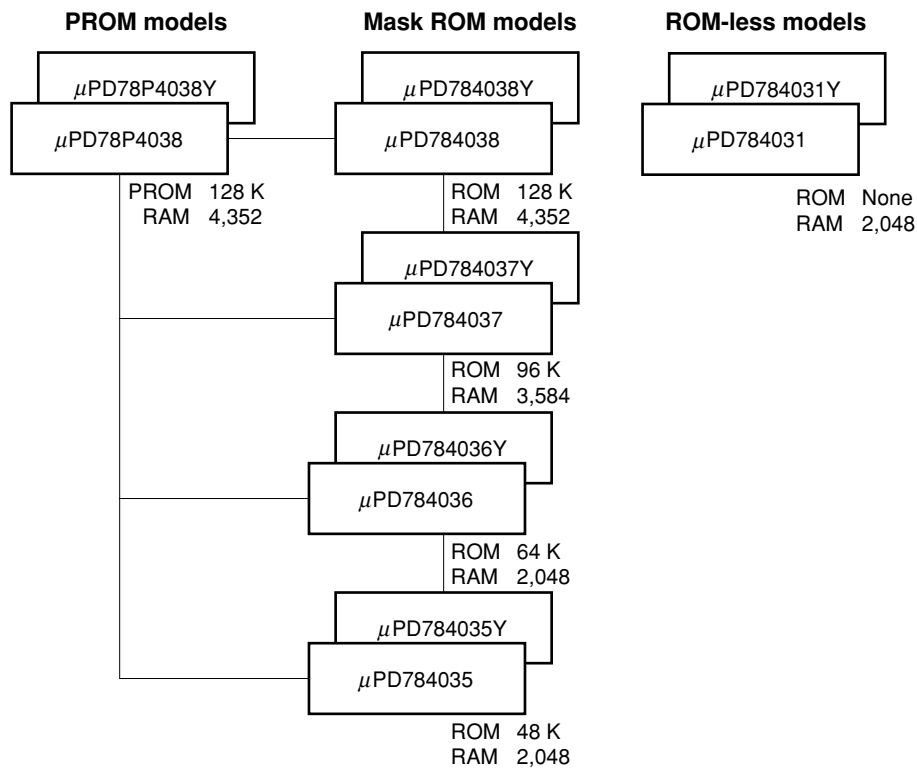 PROM models
Mask ROM models
ROM-less models
μPD78P4038Y
μPD784038Y
μPD784031Y
μPD78P4038
μPD784038
μPD784031
PROM 128 K
RAM 4,352
ROM 128 K
RAM 4,352
ROM None
RAM 2,048
μPD784037Y
μPD784037
ROM 96 K
RAM 3,584
μPD784036Y
μPD784036
ROM 64 K
RAM 2,048
μPD784035Y
μPD784035
ROM 48 K
RAM 2,048